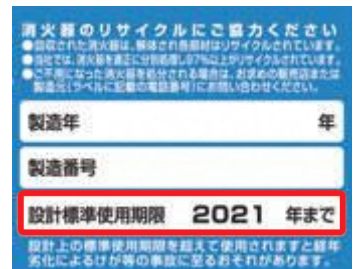 消火器のリサイクルにご協力ください
●回収された消火器は、解体され各部材はリサイクルされています。
●当社では、消火器を適正に分別処理し97%以上がリサイクルされています。
●ご不用になった消火器を処分される場合は、お求めの販売店または
製造元(ラベルに記載の電話番号)にお問い合わせください。
製造年 年
製造番号
設計標準使用期限 2021 年まで
設計上の標準使用期限を超えて使用されますと経年
劣化によるけが等の事故に至るおそれがあります。